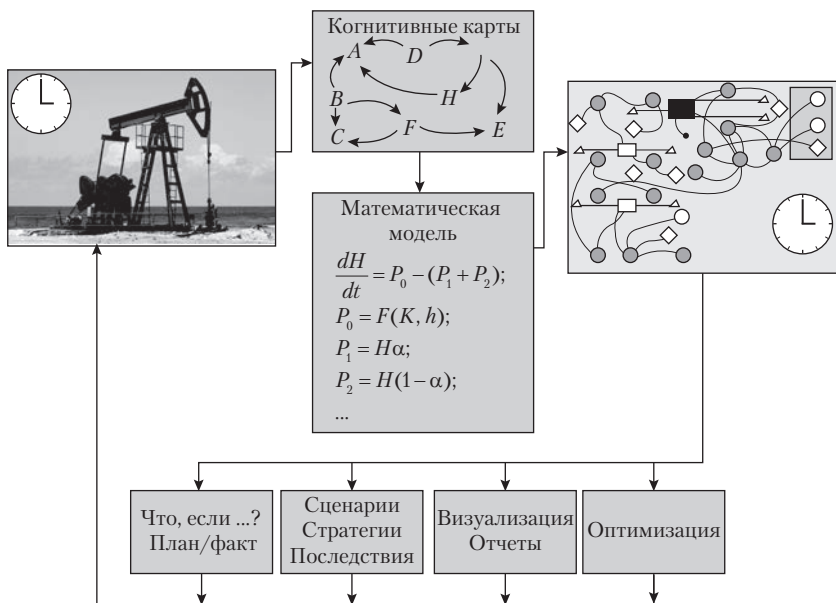 Когнитивные карты
A D
B H
C F E
Математическая
модель
dH/dt = P₀ − (P₁ + P₂);
P₀ = F(K, h);
P₁ = Hα;
P₂ = H(1 − α);
...
Что, если ...?
План/факт
Сценарии
Стратегии
Последствия
Визуализация
Отчеты
Оптимизация